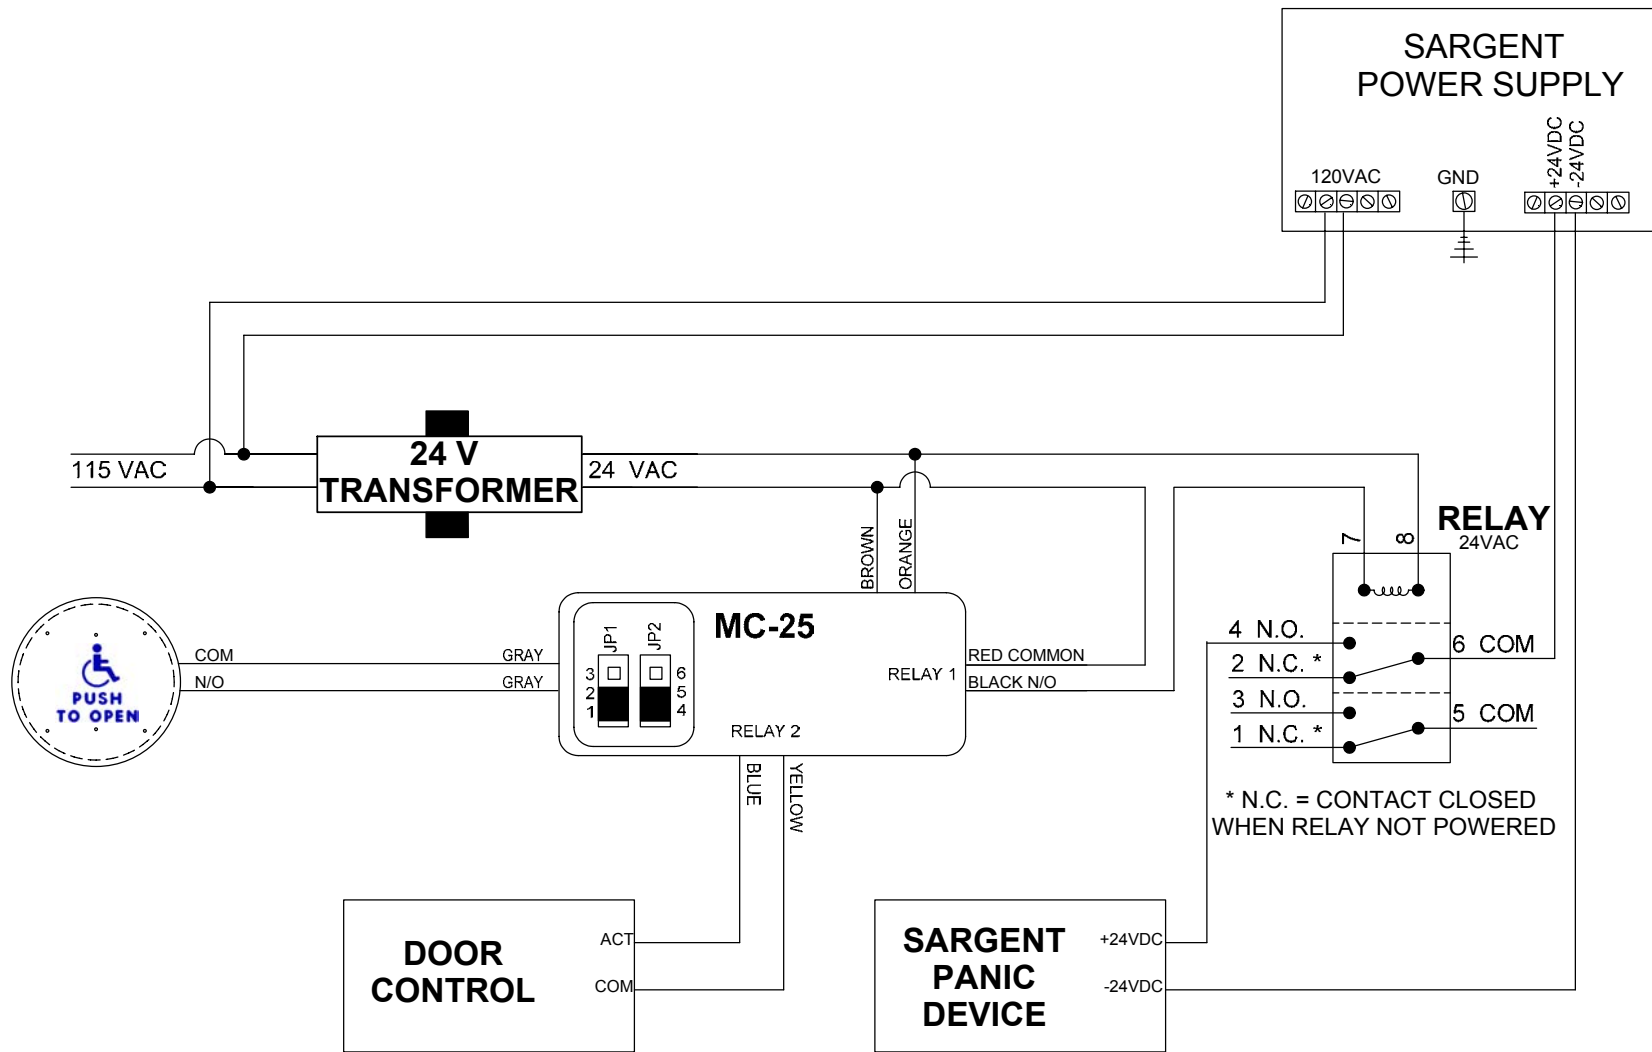 SARGENT
POWER SUPPLY
+24VDC
-24VDC
120VAC
GND
115 VAC
24 V
TRANSFORMER
24 VAC
BROWN
ORANGE
RELAY
24VAC
7
8
PUSH
TO OPEN
COM
N/O
GRAY
GRAY
JP1
JP2
3
2
1
6
5
4
MC-25
RELAY 1
RELAY 2
RED COMMON
BLACK N/O
4 N.O.
2 N.C. *
3 N.O.
1 N.C. *
6 COM
5 COM
BLUE
YELLOW
* N.C. = CONTACT CLOSED
WHEN RELAY NOT POWERED
DOOR
CONTROL
ACT
COM
SARGENT
PANIC
DEVICE
+24VDC
-24VDC